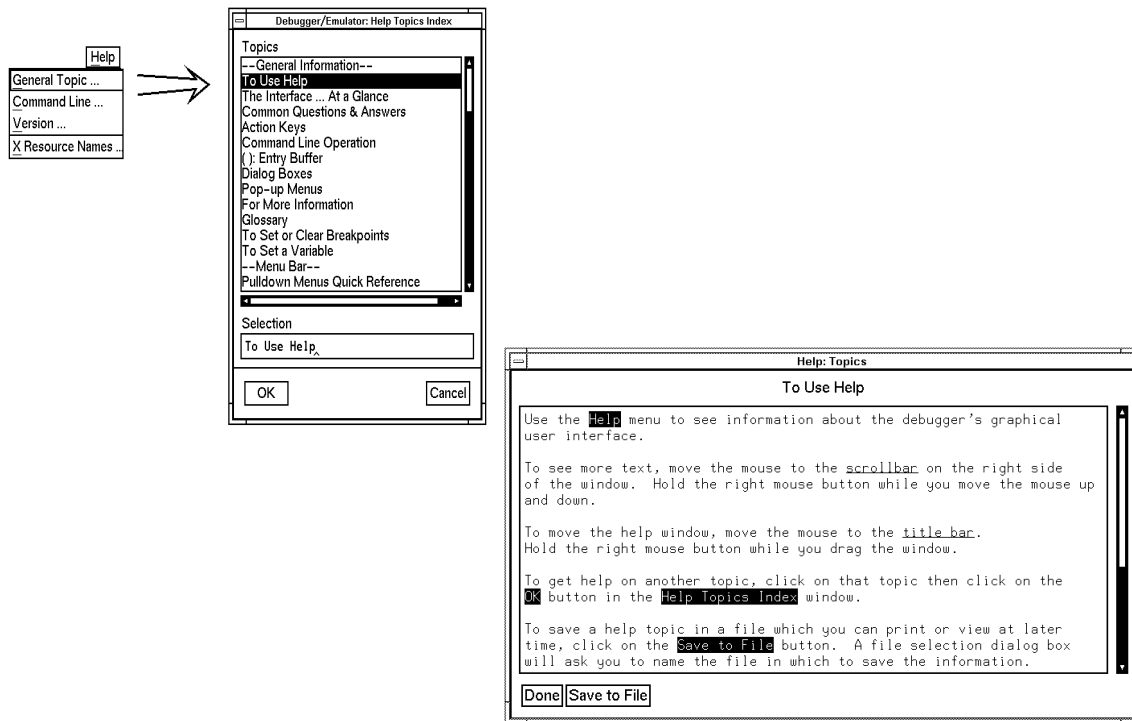 Help
General Topic ...
Command Line ...
Version ...
X Resource Names ..
Debugger/Emulator: Help Topics Index
Topics
--General Information--
To Use Help
The Interface ... At a Glance
Common Questions & Answers
Action Keys
Command Line Operation
( ): Entry Buffer
Dialog Boxes
Pop-up Menus
For More Information
Glossary
To Set or Clear Breakpoints
To Set a Variable
--Menu Bar--
Pulldown Menus Quick Reference
Selection
To Use Help
OK
Cancel
Help: Topics
To Use Help
Use the Help menu to see information about the debugger's graphical
user interface.
To see more text, move the mouse to the scrollbar on the right side
of the window. Hold the right mouse button while you move the mouse up
and down.
To move the help window, move the mouse to the title bar.
Hold the right mouse button while you drag the window.
To get help on another topic, click on that topic then click on the
OK button in the Help Topics Index window.
To save a help topic in a file which you can print or view at later
time, click on the Save to File button. A file selection dialog box
will ask you to name the file in which to save the information.
Done
Save to File